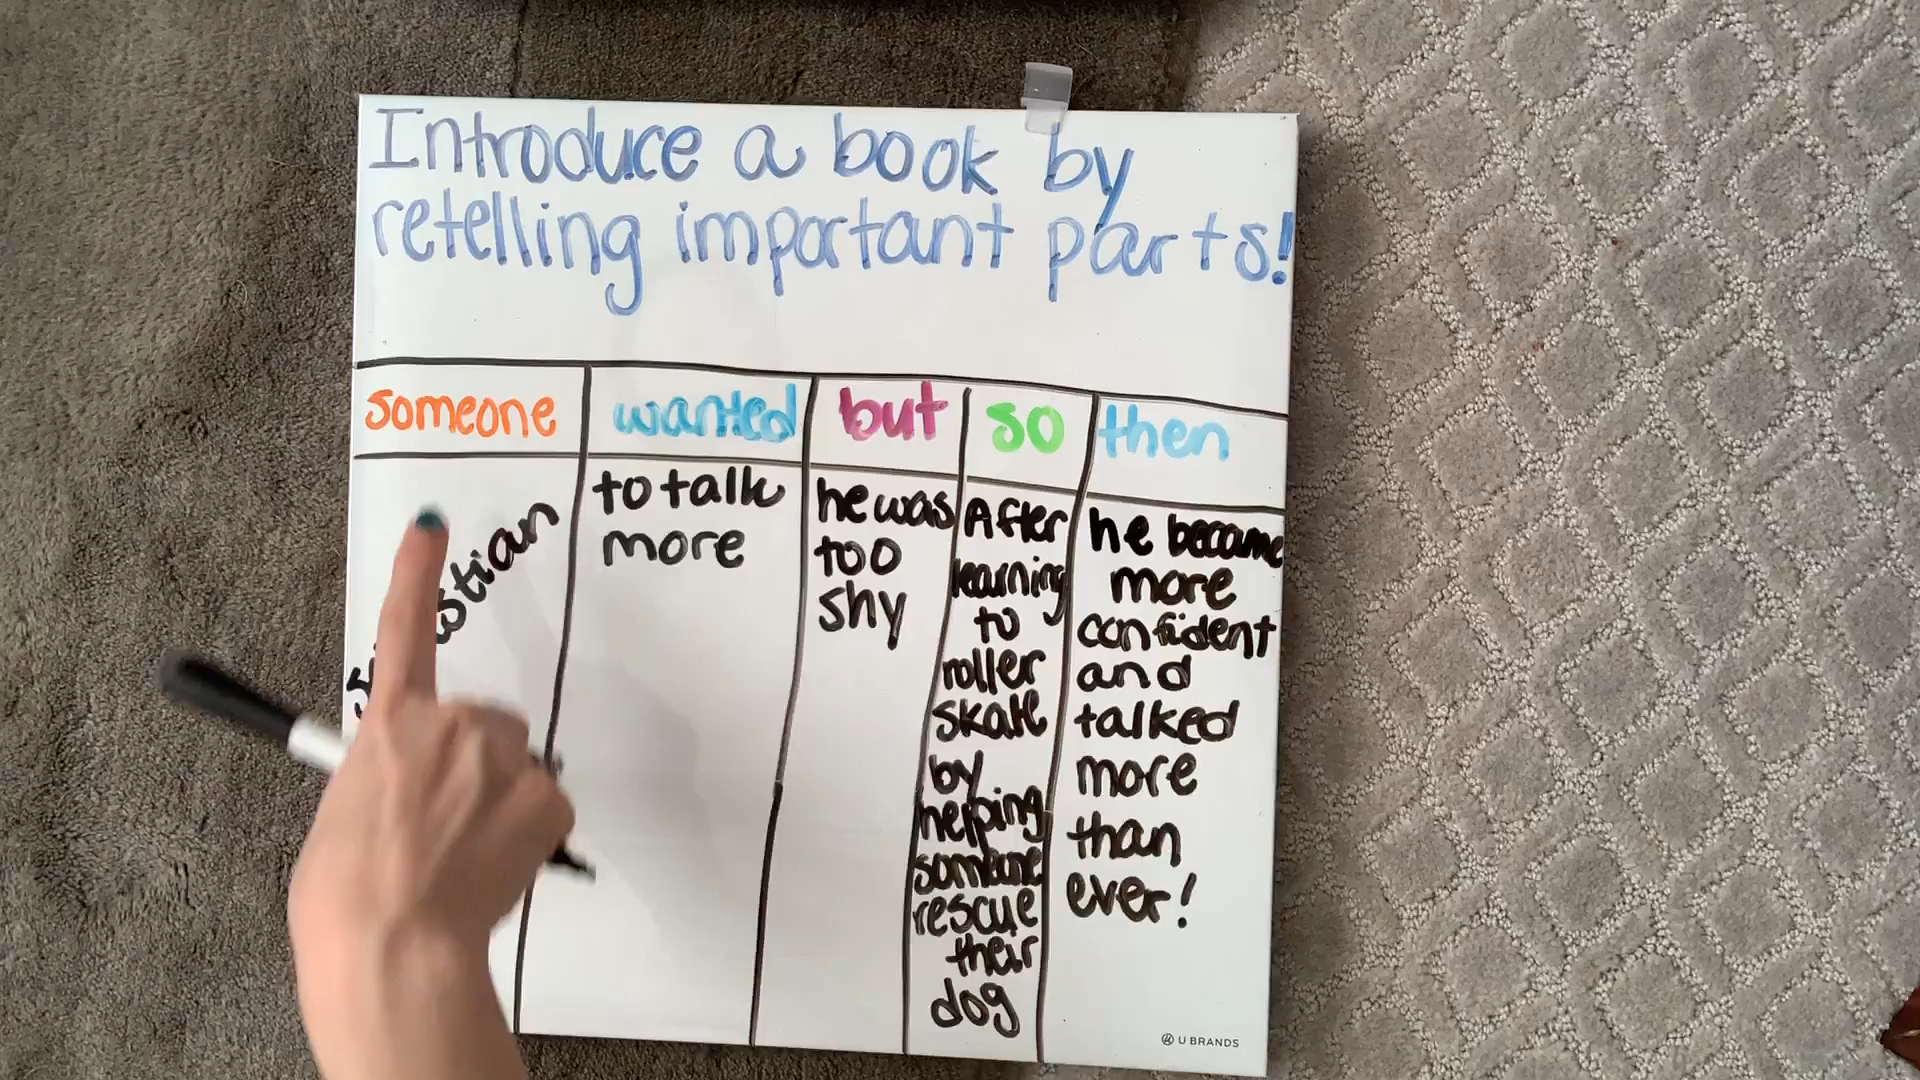 Introduce a book by
retelling important parts!
someone
wanted
but
so
then
to talk
more
he was
too
shy
After
learning
to
roller
skate
by
helping
someone
rescue
their
dog
he became
more
confident
and
talked
more
than
ever!
U BRANDS